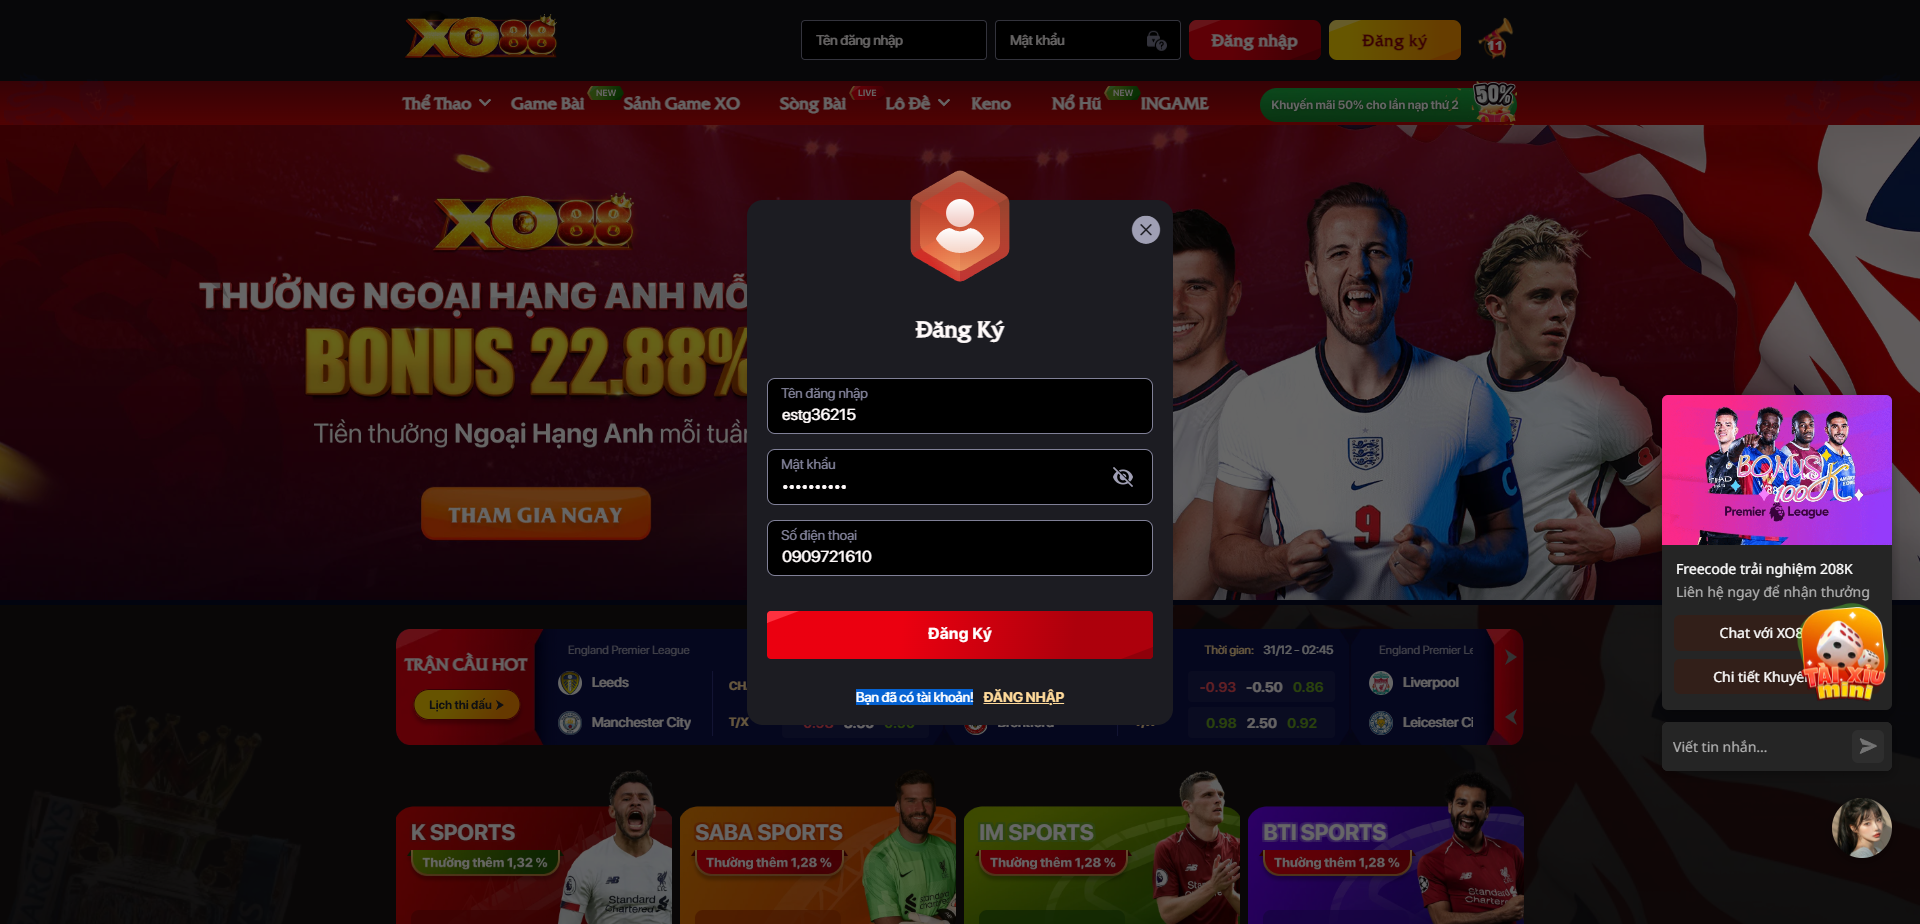 XO88
Tên đăng nhập
Mật khẩu
Đăng nhập
Đăng ký
11
Thể Thao
Game Bài
NEW
Sảnh Game XO
Sòng Bài
LIVE
Lô Đề
Keno
Nổ Hũ
NEW
INGAME
Khuyến mãi 50% cho lần nạp thứ 2
50%
XO88
THƯỞNG NGOẠI HẠNG ANH MỖ
BONUS 22.88%
Tiền thưởng Ngoại Hạng Anh mỗi tuần
THAM GIA NGAY
9
Đăng Ký
Tên đăng nhập
estg36215
Mật khẩu
••••••••••
Số điện thoại
0909721610
Đăng Ký
Bạn đã có tài khoản! ĐĂNG NHẬP
BONUS
100K
Premier League
Freecode trải nghiệm 208K
Liên hệ ngay để nhận thưởng
Chat với XO8
Chi tiết Khuyế
TÀI XỈU
mini
Viết tin nhắn...
TRẬN CẦU HOT
Lịch thi đấu
England Premier League
Leeds
Manchester City
T/X
Thời gian: 31/12 - 02:45
-0.93 -0.50 0.86
0.98 2.50 0.92
England Premier Le
Liverpool
Leicester Ci
K SPORTS
Thưởng thêm 1,32 %
SABA SPORTS
Thưởng thêm 1,28 %
IM SPORTS
Thưởng thêm 1,28 %
BTI SPORTS
Thưởng thêm 1,28 %
Standard
Chartered